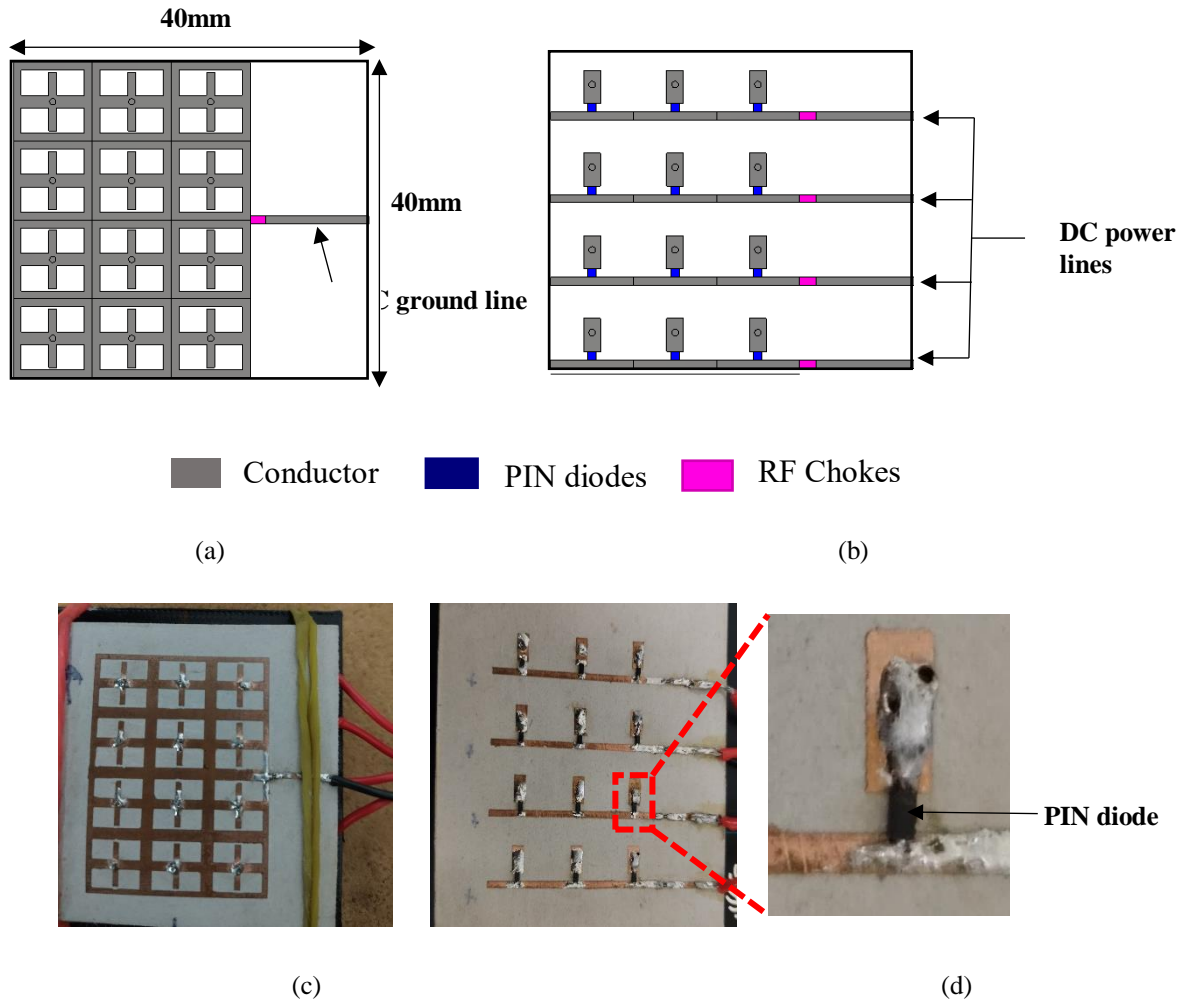 40mm
40mm
ground line
DC power
lines
Conductor
PIN diodes
RF Chokes
(a)
(b)
PIN diode
(c)
(d)